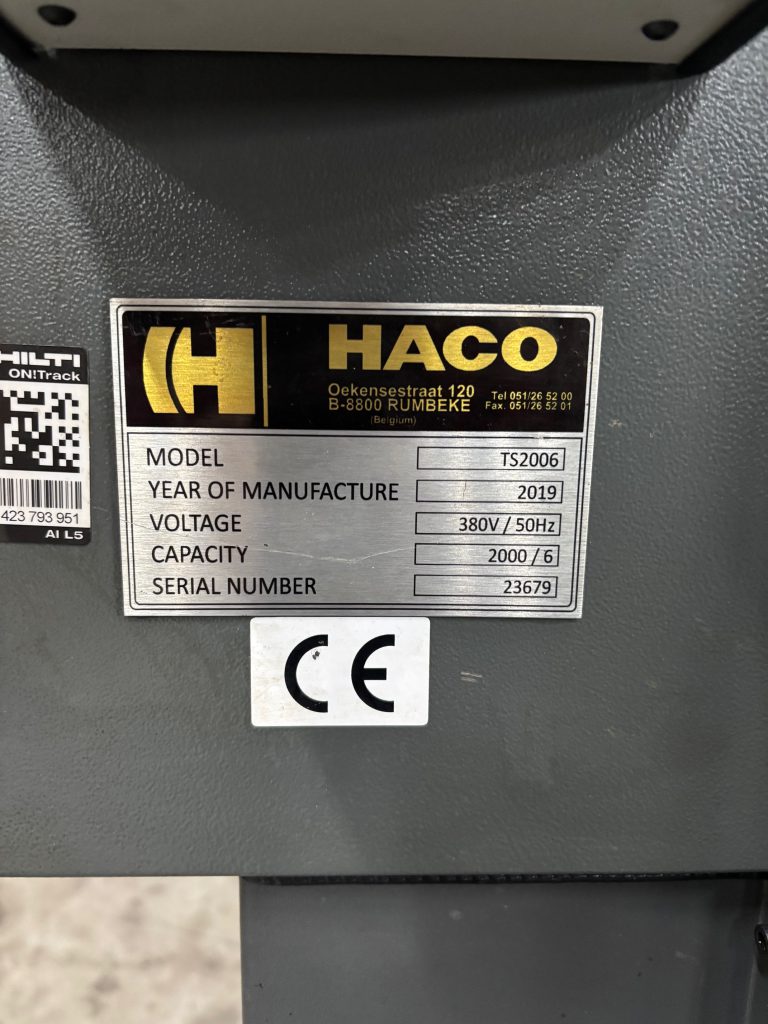 HILTI
ON!Track
423 793 951
AI L5
HACO
Oekensestraat 120
B-8800 RUMBEKE
(Belgium)
Tel 051/26 52 00
Fax. 051/26 52 01
MODEL TS2006
YEAR OF MANUFACTURE 2019
VOLTAGE 380V / 50Hz
CAPACITY 2000 / 6
SERIAL NUMBER 23679
CE